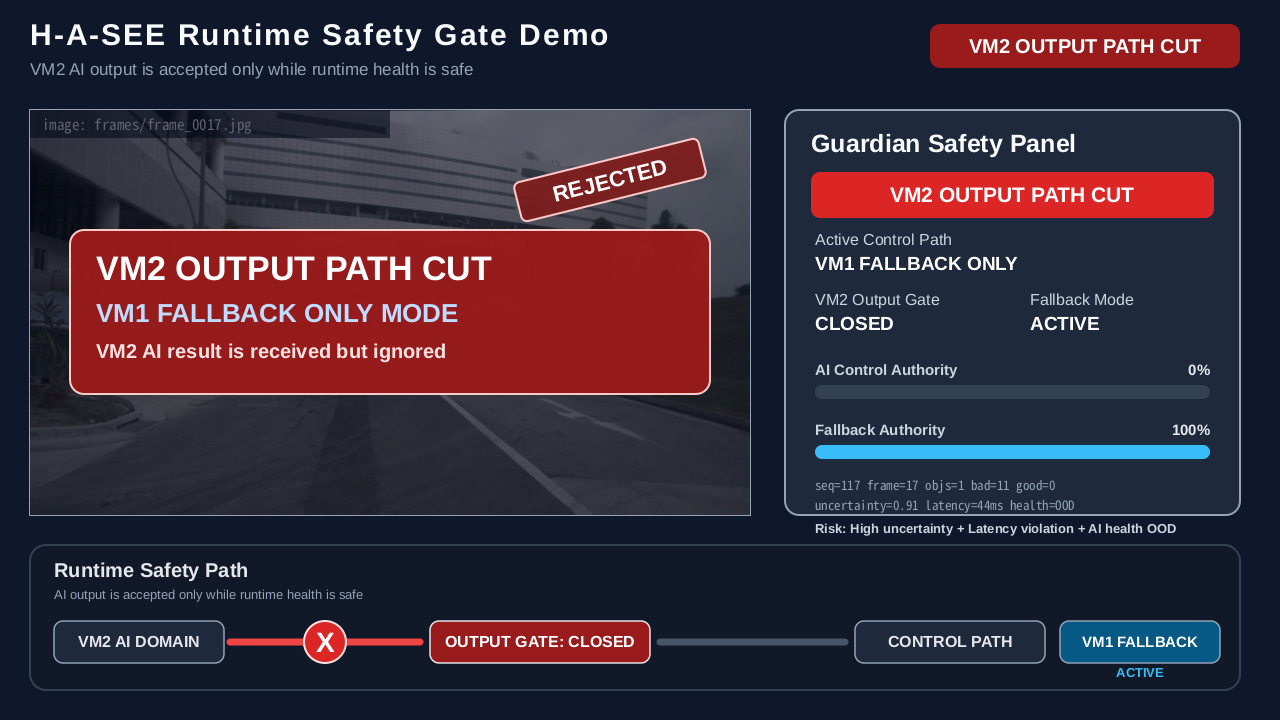 H-A-SEE Runtime Safety Gate Demo
VM2 AI output is accepted only while runtime health is safe
VM2 OUTPUT PATH CUT
image: frames/frame_0017.jpg
REJECTED
VM2 OUTPUT PATH CUT
VM1 FALLBACK ONLY MODE
VM2 AI result is received but ignored
Guardian Safety Panel
VM2 OUTPUT PATH CUT
Active Control Path
VM1 FALLBACK ONLY
VM2 Output Gate
CLOSED
Fallback Mode
ACTIVE
AI Control Authority 0%
Fallback Authority 100%
seq=117 frame=17 objs=1 bad=11 good=0
uncertainty=0.91 latency=44ms health=OOD
Risk: High uncertainty + Latency violation + AI health OOD
Runtime Safety Path
AI output is accepted only while runtime health is safe
VM2 AI DOMAIN
X
OUTPUT GATE: CLOSED
CONTROL PATH
VM1 FALLBACK
ACTIVE